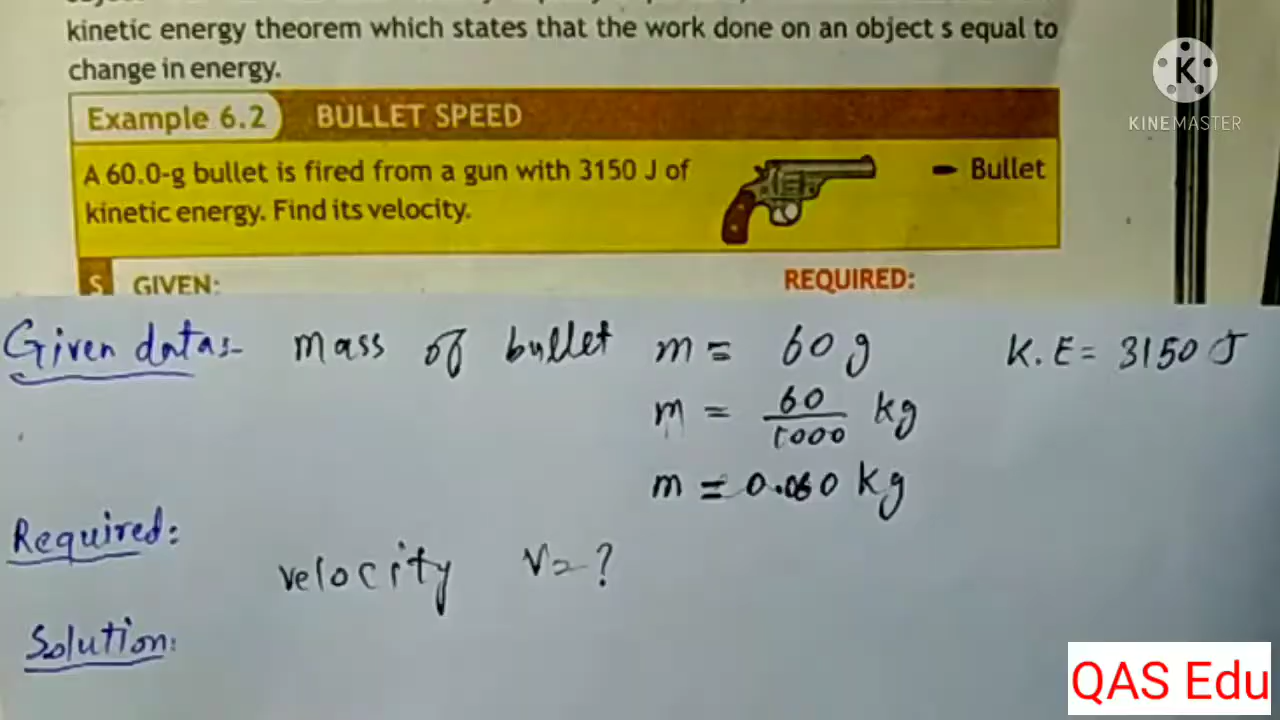 kinetic energy theorem which states that the work done on an object s equal to
change in energy.
K
KINEMASTER
Example 6.2 BULLET SPEED
A 60.0-g bullet is fired from a gun with 3150 J of
kinetic energy. Find its velocity.
Bullet
S GIVEN: REQUIRED:
Given data:- mass of bullet m = 60 g K.E = 3150 J
m = 60/1000 kg
m = 0.060 kg
Required:
velocity v = ?
Solution:
QAS Edu